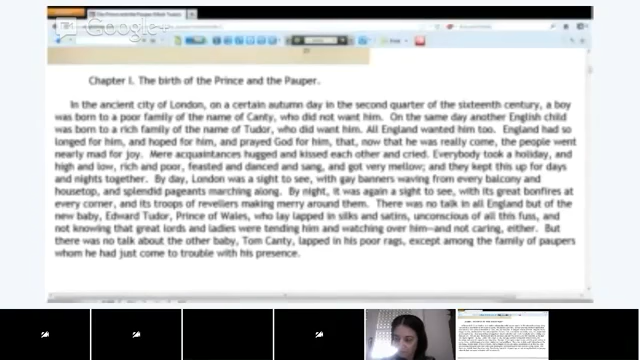 Google+
Chapter I. The birth of the Prince and the Pauper.
In the ancient city of London, on a certain autumn day in the second quarter of the sixteenth century, a boy
was born to a poor family of the name of Canty, who did not want him. On the same day another English child
was born to a rich family of the name of Tudor, who did want him. All England wanted him too. England had so
longed for him, and hoped for him, and prayed God for him, that, now that he was really come, the people went
nearly mad for joy. Mere acquaintances hugged and kissed each other and cried. Everybody took a holiday, and
high and low, rich and poor, feasted and danced and sang, and got very mellow; and they kept this up for days
and nights together. By day, London was a sight to see, with gay banners waving from every balcony and
housetop, and splendid pageants marching along. By night, it was again a sight to see, with its great bonfires at
every corner, and its troops of revellers making merry around them. There was no talk in all England but of the
new baby, Edward Tudor, Prince of Wales, who lay lapped in silks and satins, unconscious of all this fuss, and
not knowing that great lords and ladies were tending him and watching over him—and not caring, either. But
there was no talk about the other baby, Tom Canty, lapped in his poor rags, except among the family of paupers
whom he had just come to trouble with his presence.